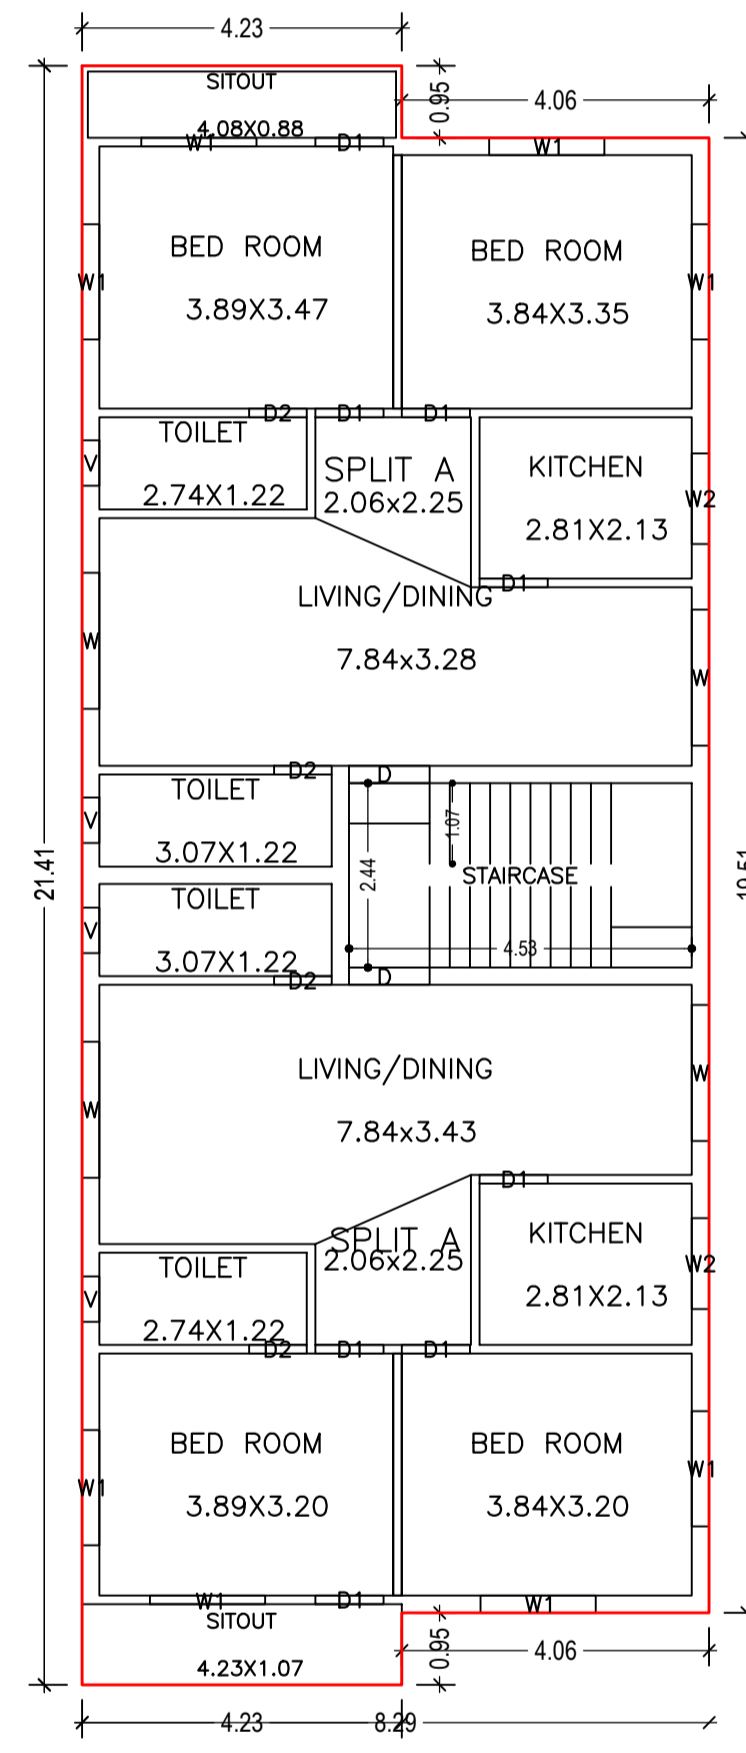 4.23
SITOUT
4.08X0.88
0.95
4.06
W1
D1
W1
BED ROOM
3.89X3.47
BED ROOM
3.84X3.35
W1
W1
D2
D1
D1
TOILET
2.74X1.22
V
SPLIT A
2.06x2.25
KITCHEN
2.81X2.13
W2
D1
LIVING/DINING
7.84x3.28
W
W
D2
D
TOILET
3.07X1.22
V
1.07
2.44
STAIRCASE
21.41
19.51
TOILET
3.07X1.22
V
4.53
D2
D
LIVING/DINING
7.84x3.43
W
W
D1
SPLIT A
2.06x2.25
KITCHEN
2.81X2.13
W2
TOILET
2.74X1.22
V
D2
D1
D1
BED ROOM
3.89X3.20
BED ROOM
3.84X3.20
W1
W1
W1
D1
W1
SITOUT
4.23X1.07
0.95
4.06
4.23
8.29